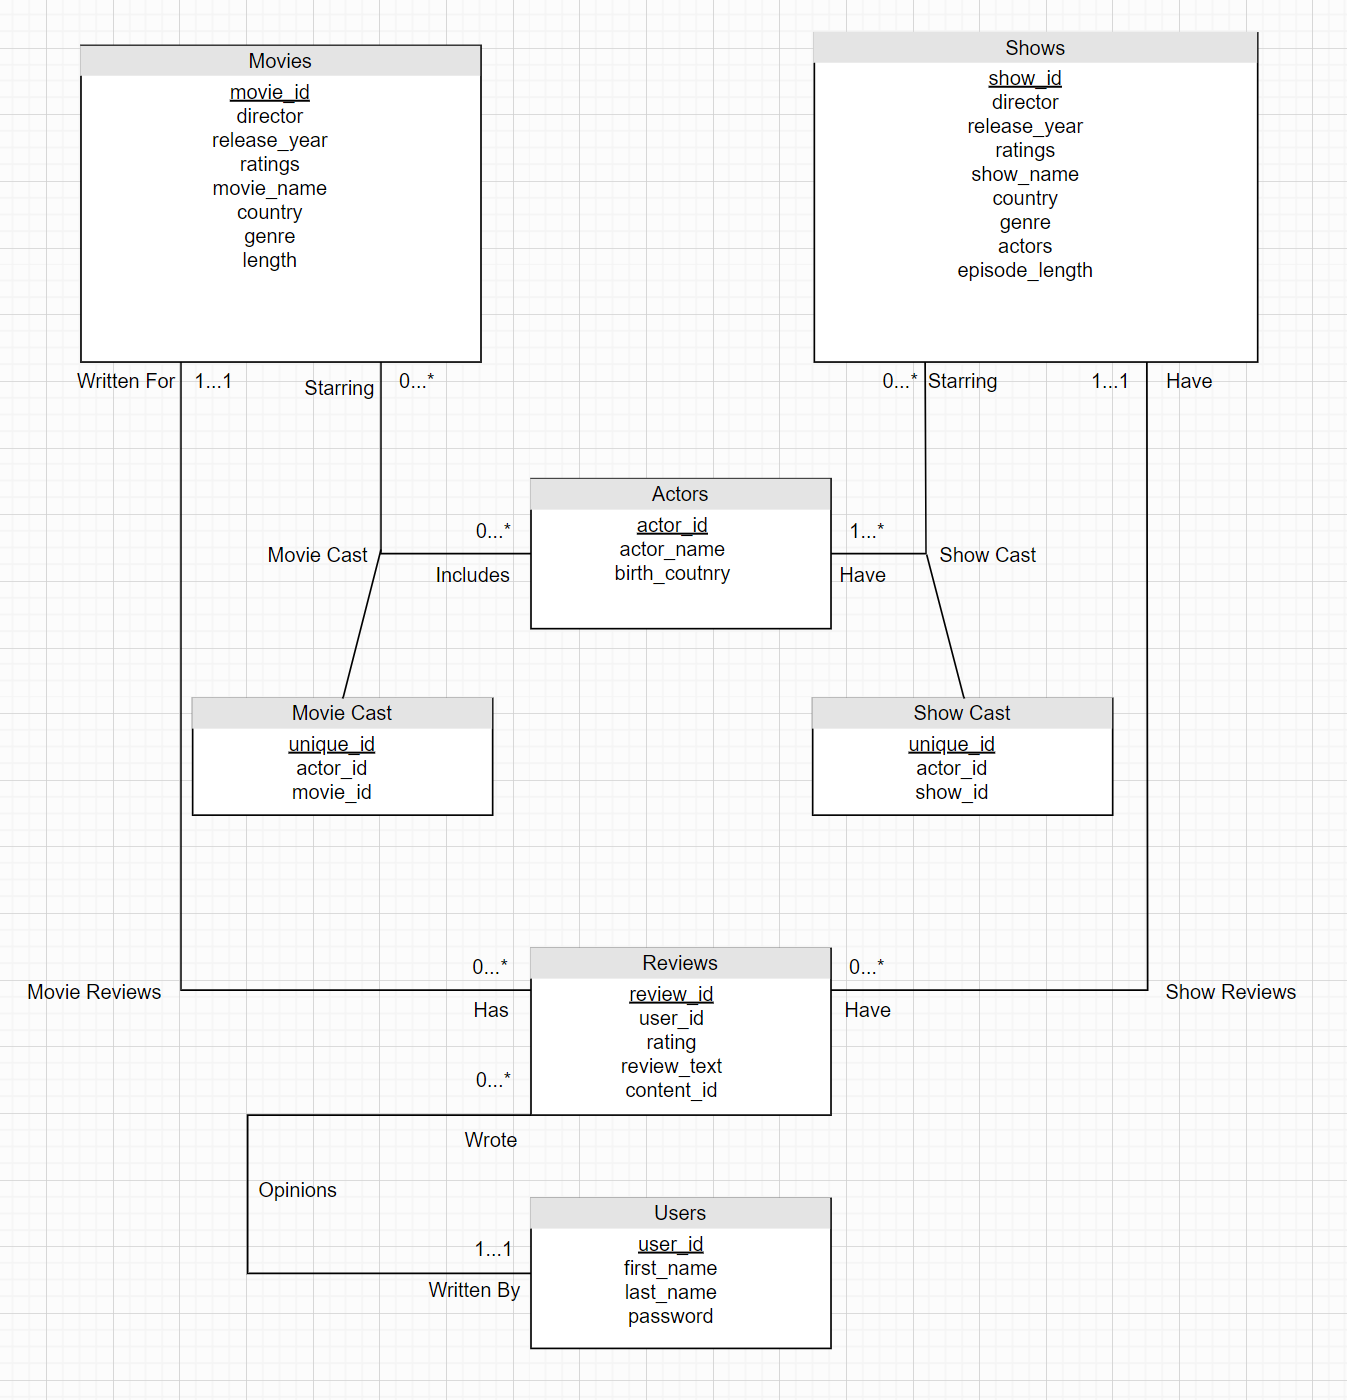 Movies
movie_id
director
release_year
ratings
movie_name
country
genre
length
Shows
show_id
director
release_year
ratings
show_name
country
genre
actors
episode_length
Written For
1...1
Starring
0...*
0...*
Starring
1...1
Have
Actors
actor_id
actor_name
birth_coutnry
0...*
Movie Cast
Includes
1...*
Have
Show Cast
Movie Cast
unique_id
actor_id
movie_id
Show Cast
unique_id
actor_id
show_id
Reviews
review_id
user_id
rating
review_text
content_id
0...*
Movie Reviews
Has
0...*
Have
Show Reviews
0...*
Wrote
Opinions
1...1
Written By
Users
user_id
first_name
last_name
password